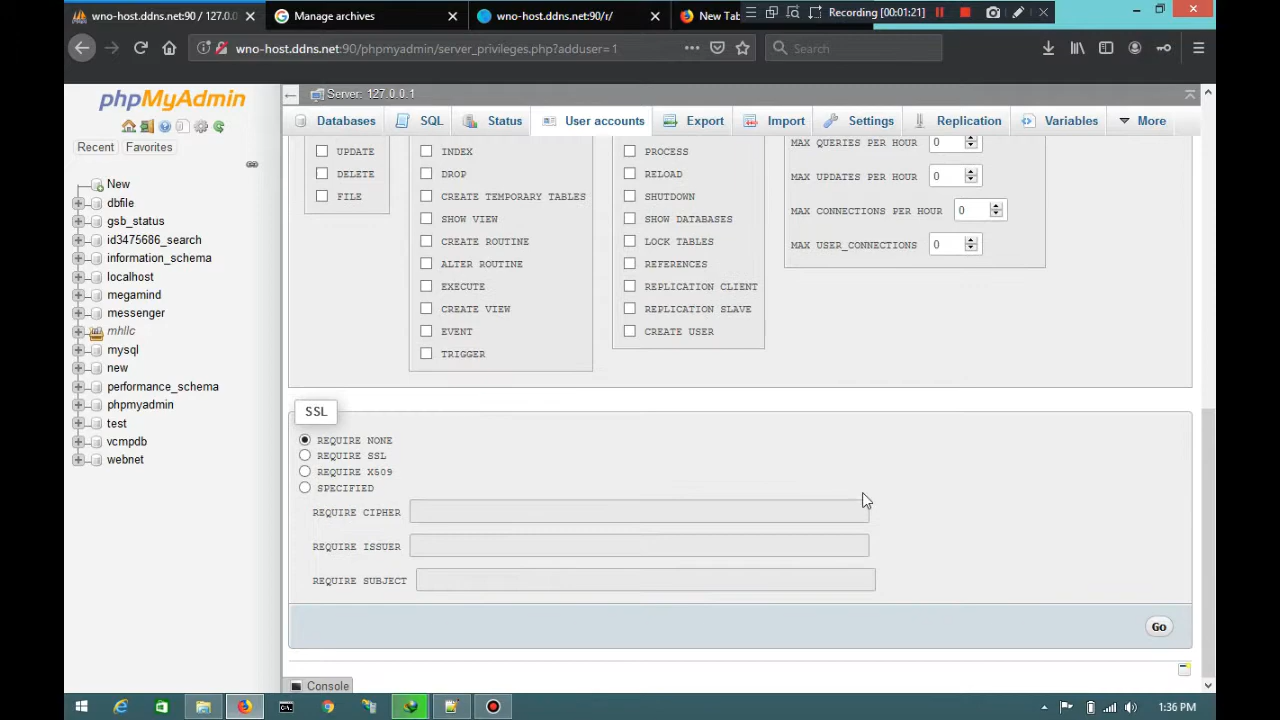 wno-host.ddns.net:90 / 127.0.0
Manage archives
wno-host.ddns.net:90/r/
New Tab
Recording [00:01:21]
wno-host.ddns.net:90/phpmyadmin/server_privileges.php?adduser=1
Search
phpMyAdmin
Recent
Favorites
New
dbfile
gsb_status
id3475686_search
information_schema
localhost
megamind
messenger
mhllc
mysql
new
performance_schema
phpmyadmin
test
vcmpdb
webnet
Server: 127.0.0.1
Databases
SQL
Status
User accounts
Export
Import
Settings
Replication
Variables
More
UPDATE
DELETE
FILE
INDEX
DROP
CREATE TEMPORARY TABLES
SHOW VIEW
CREATE ROUTINE
ALTER ROUTINE
EXECUTE
CREATE VIEW
EVENT
TRIGGER
PROCESS
RELOAD
SHUTDOWN
SHOW DATABASES
LOCK TABLES
REFERENCES
REPLICATION CLIENT
REPLICATION SLAVE
CREATE USER
MAX QUERIES PER HOUR 0
MAX UPDATES PER HOUR 0
MAX CONNECTIONS PER HOUR 0
MAX USER_CONNECTIONS 0
SSL
REQUIRE NONE
REQUIRE SSL
REQUIRE X509
SPECIFIED
REQUIRE CIPHER
REQUIRE ISSUER
REQUIRE SUBJECT
Go
Console
1:36 PM